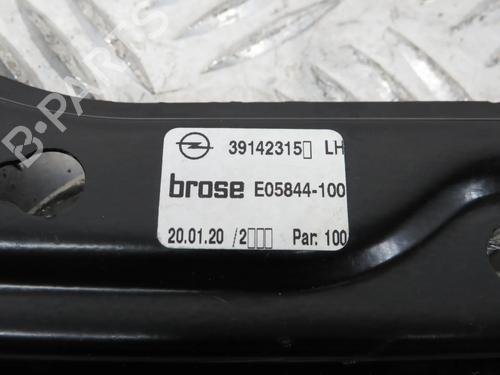 39142315▯ LH
brose E05844-100
20.01.20 /2▯▯▯ Par. 100
B-PARTS